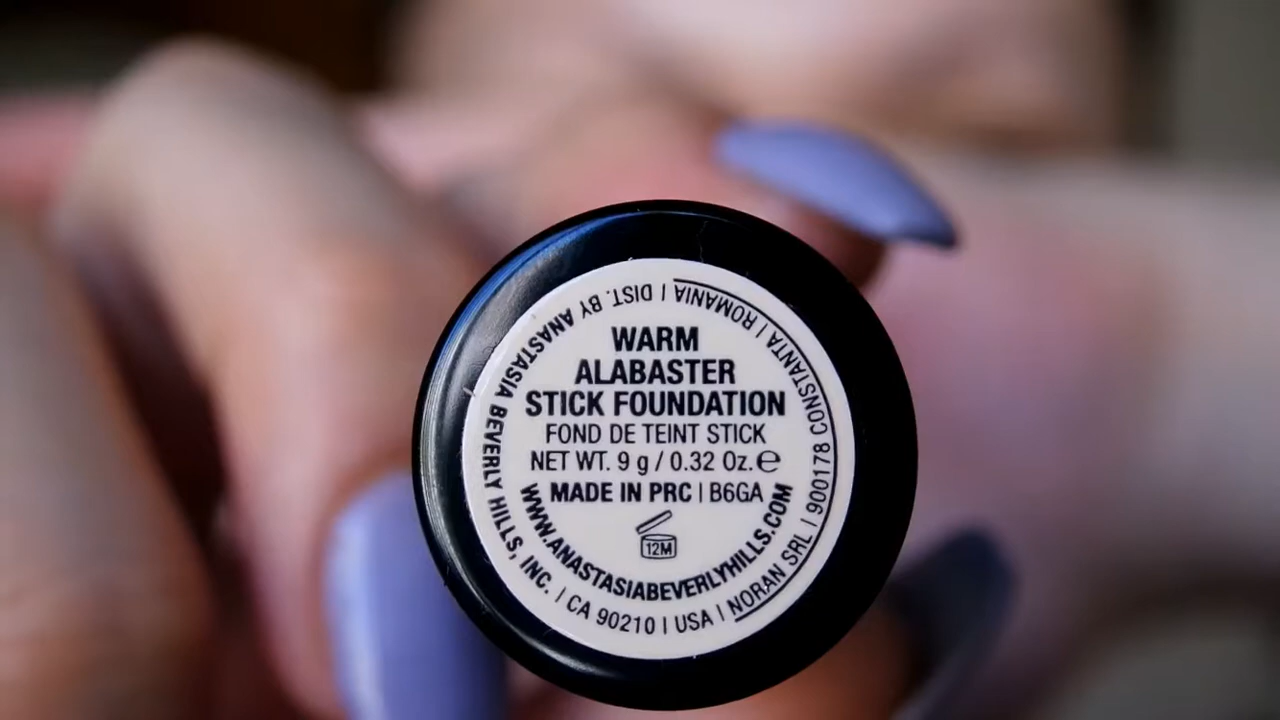 WARM
ALABASTER
STICK FOUNDATION
FOND DE TEINT STICK
NET WT. 9 g / 0.32 Oz. ℮
MADE IN PRC | B6GA
12M
WWW.ANASTASIABEVERLYHILLS.COM
DIST. BY ANASTASIA BEVERLY HILLS, INC. | CA 90210 | USA | NORAN SRL | 900178 CONSTANTA | ROMANIA |